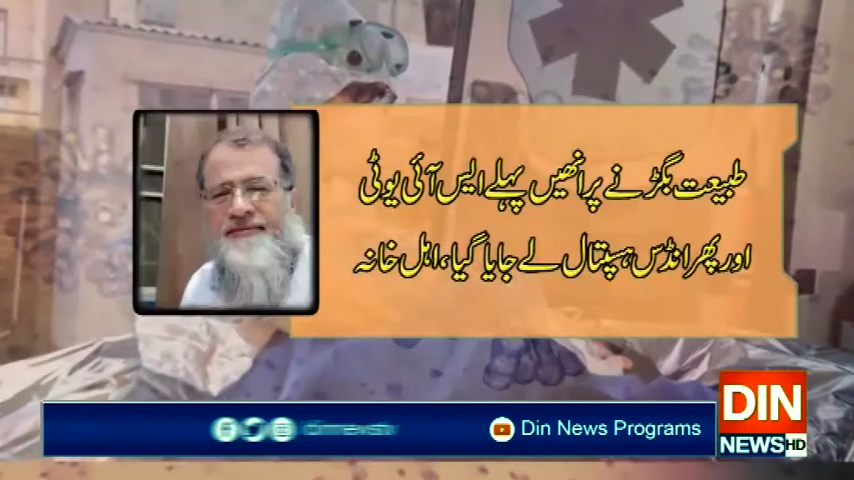 طبیعت بگڑنے پر انھیں پہلے ایس آئی یو ٹی
اور پھر انڈس ہسپتال لے جایا گیا، اہل خانہ
dinnewstv
Din News Programs
DIN
NEWS HD